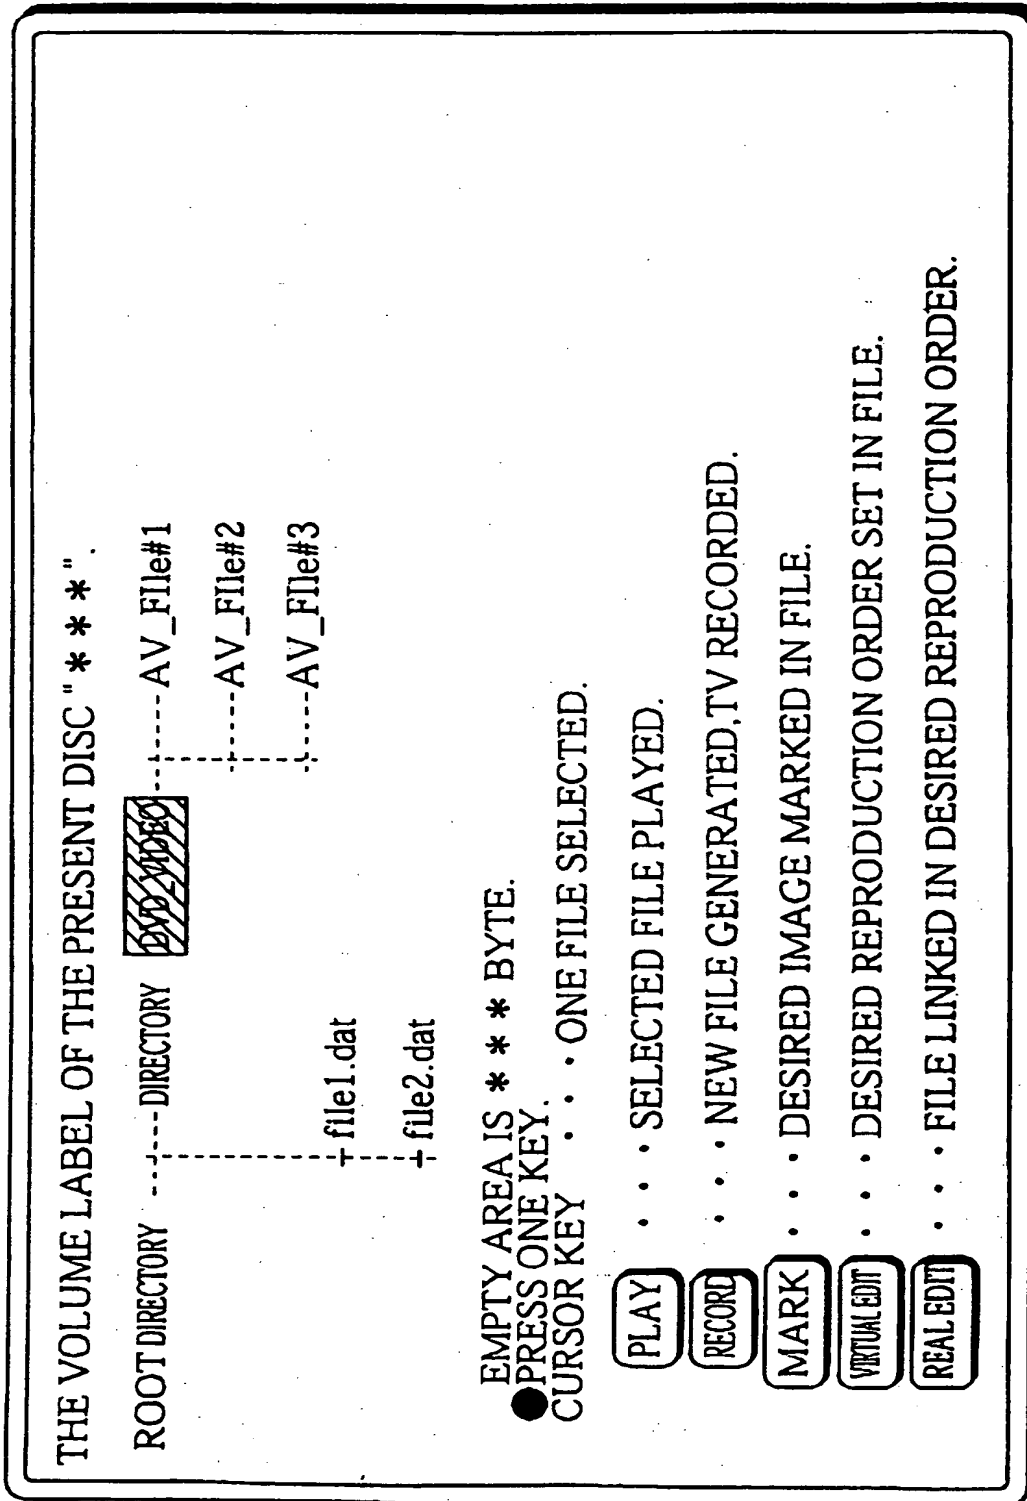 THE VOLUME LABEL OF THE PRESENT DISC "＊＊＊".
ROOT DIRECTORY -----DIRECTORY DVD_VIDEO -----AV_FIle#1
-----AV_FIle#2
-----AV_FIle#3
file1.dat
file2.dat
EMPTY AREA IS ＊＊＊ BYTE.
●PRESS ONE KEY.
CURSOR KEY ・・・ONE FILE SELECTED.
PLAY ・・・SELECTED FILE PLAYED.
RECORD ・・・NEW FILE GENERATED,TV RECORDED.
MARK ・・・DESIRED IMAGE MARKED IN FILE.
VIRTUAL EDIT ・・・DESIRED REPRODUCTION ORDER SET IN FILE.
REAL EDIT ・・・FILE LINKED IN DESIRED REPRODUCTION ORDER.